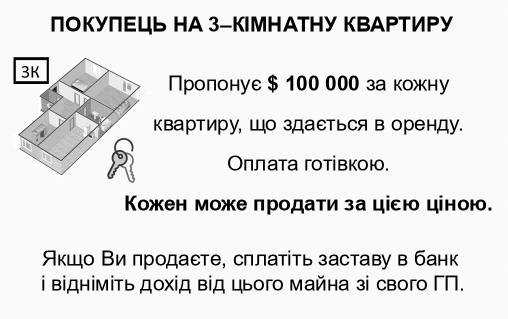 ПОКУПЕЦЬ НА 3–КІМНАТНУ КВАРТИРУ
3К
Пропонує $ 100 000 за кожну
квартиру, що здається в оренду.
Оплата готівкою.
Кожен може продати за цією ціною.
Якщо Ви продаєте, сплатіть заставу в банк
і відніміть дохід від цього майна зі свого ГП.